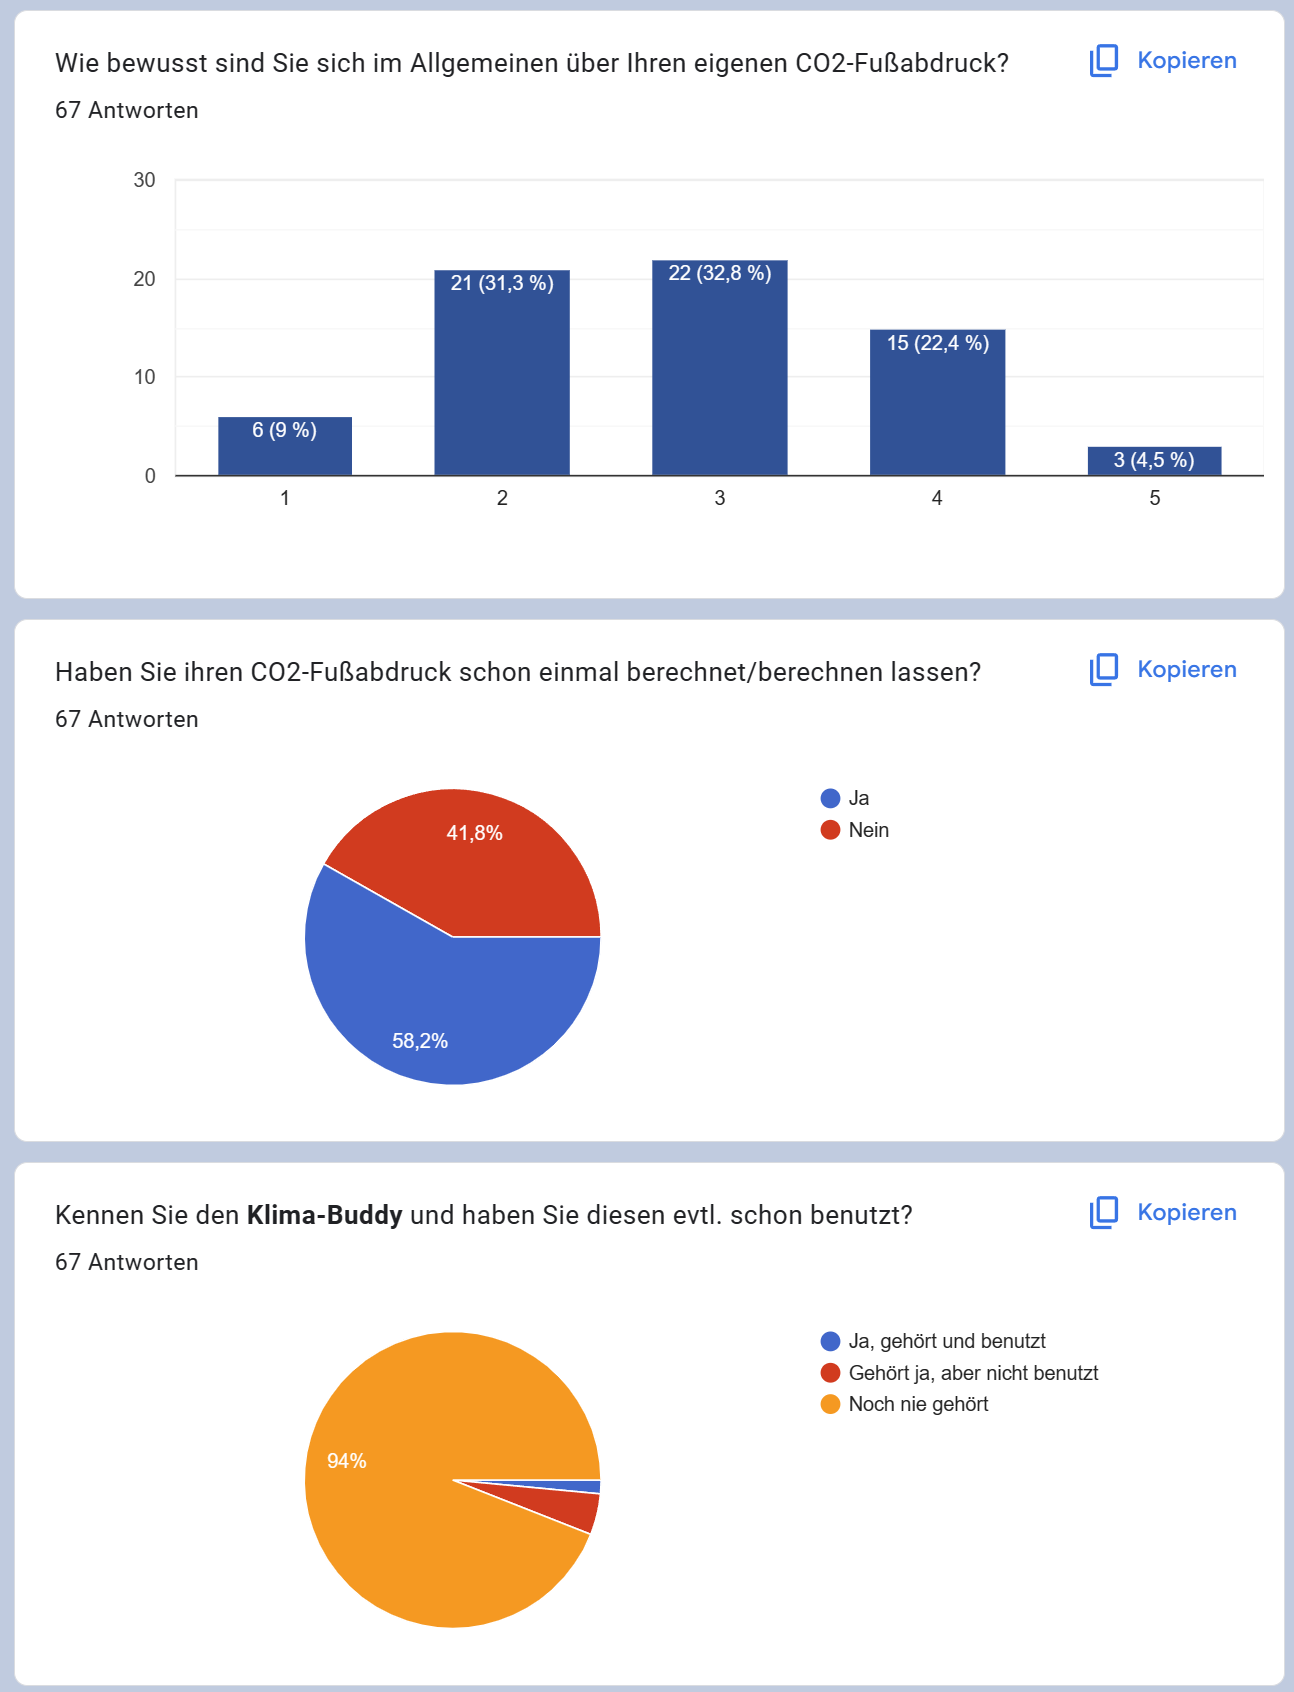 Wie bewusst sind Sie sich im Allgemeinen über Ihren eigenen CO2-Fußabdruck?
Kopieren
67 Antworten
30
20
10
0
6 (9 %)
21 (31,3 %)
22 (32,8 %)
15 (22,4 %)
3 (4,5 %)
1
2
3
4
5
Haben Sie ihren CO2-Fußabdruck schon einmal berechnet/berechnen lassen?
Kopieren
67 Antworten
Ja
Nein
41,8%
58,2%
Kennen Sie den Klima-Buddy und haben Sie diesen evtl. schon benutzt?
Kopieren
67 Antworten
Ja, gehört und benutzt
Gehört ja, aber nicht benutzt
Noch nie gehört
94%